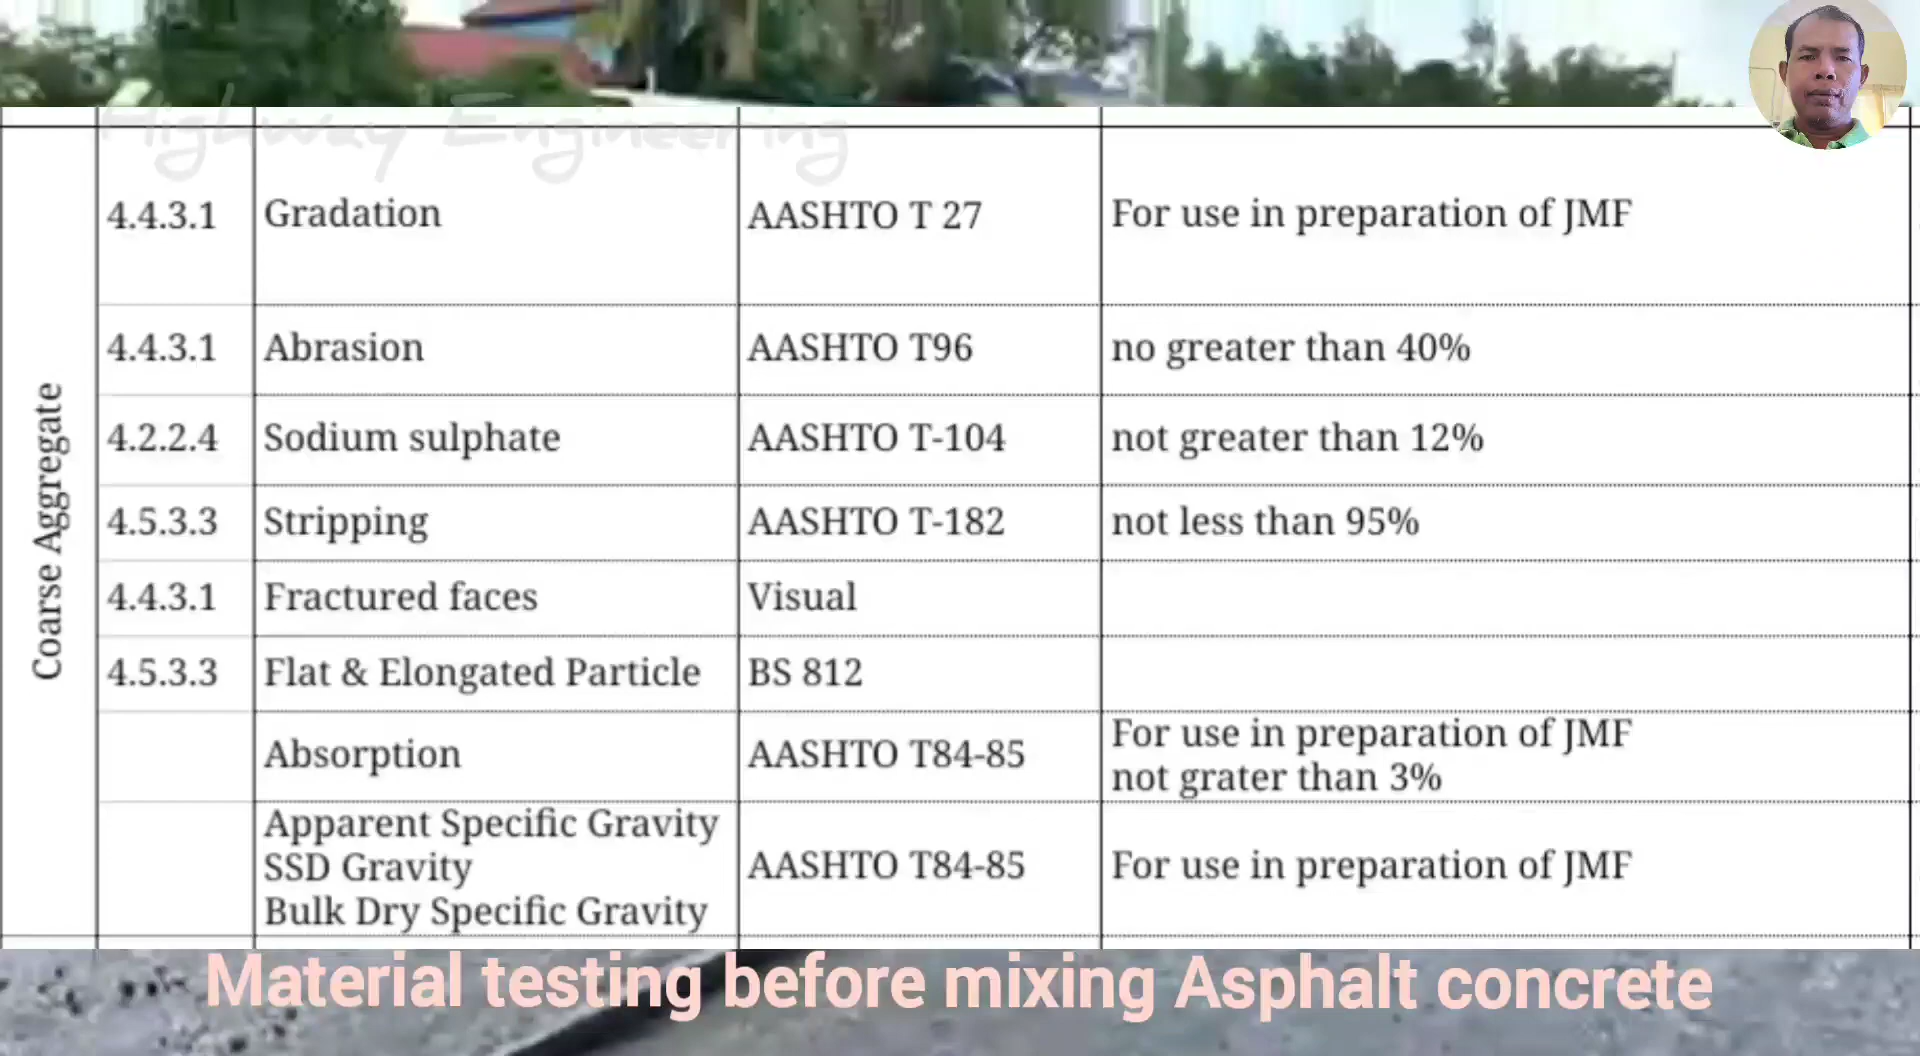 Highway Engineering
Coarse Aggregate
4.4.3.1 Gradation AASHTO T 27 For use in preparation of JMF
4.4.3.1 Abrasion AASHTO T96 no greater than 40%
4.2.2.4 Sodium sulphate AASHTO T-104 not greater than 12%
4.5.3.3 Stripping AASHTO T-182 not less than 95%
4.4.3.1 Fractured faces Visual
4.5.3.3 Flat & Elongated Particle BS 812
Absorption AASHTO T84-85 For use in preparation of JMF
not grater than 3%
Apparent Specific Gravity
SSD Gravity AASHTO T84-85 For use in preparation of JMF
Bulk Dry Specific Gravity
Material testing before mixing Asphalt concrete